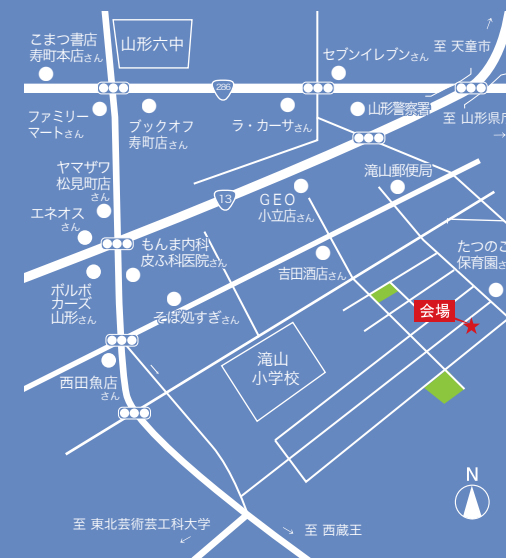 至 天童市
こまつ書店
寿町本店さん
山形六中
セブンイレブンさん
286
ファミリー
マートさん
ブックオフ
寿町店さん
ラ・カーサさん
山形警察署
至 山形県庁
ヤマザワ
松見町店
さん
滝山郵便局
13
GEO
小立店さん
エネオス
さん
もんま内科
皮ふ科医院さん
吉田酒店さん
たつのこ
保育園さ
ボルボ
カーズ
山形さん
そば処すぎさん
会場
滝山
小学校
西田魚店
さん
N
至 東北芸術芸工科大学
至 西蔵王